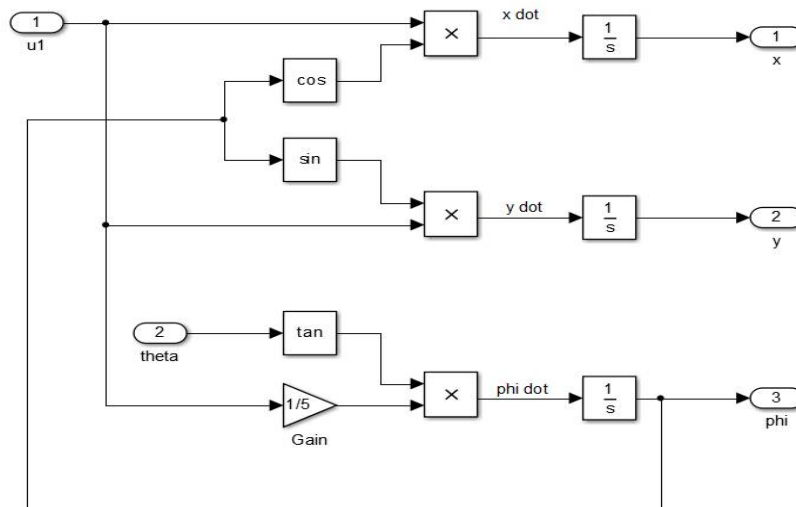 1
u1
cos
sin
×
x dot
1
s
1
x
×
y dot
1
s
2
y
2
theta
tan
1/5
Gain
×
phi dot
1
s
3
phi